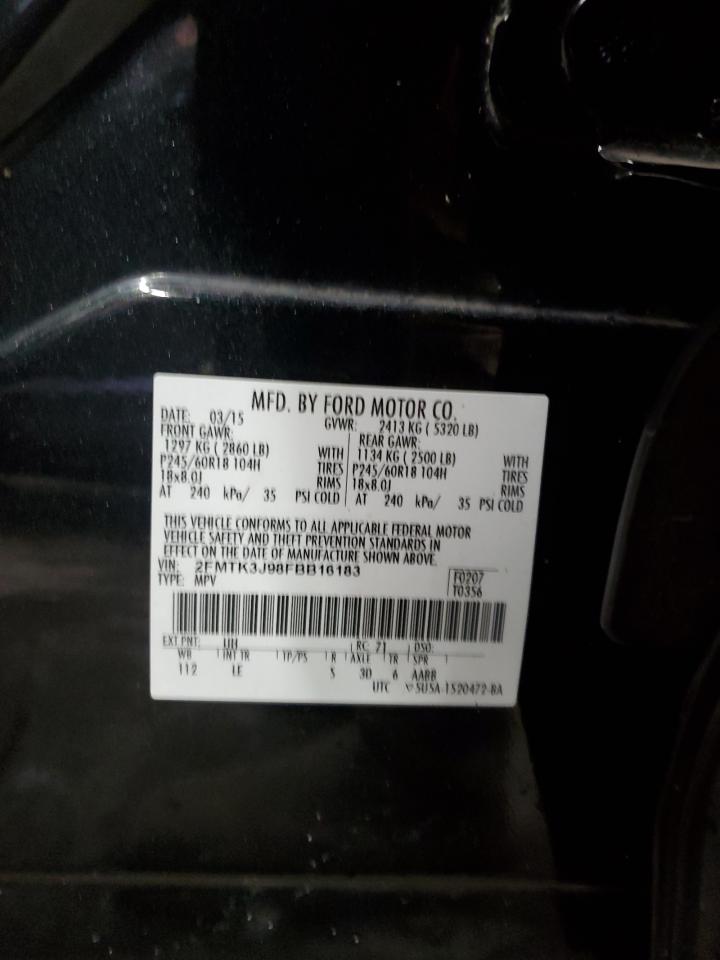 MFD. BY FORD MOTOR CO.
DATE: 03/15 GVWR: 2413 KG ( 5320 LB)
FRONT GAWR: REAR GAWR:
1297 KG ( 2860 LB) WITH 1134 KG ( 2500 LB) WITH
P245/60R18 104H TIRES P245/60R18 104H TIRES
18x8.0J RIMS 18x8.0J RIMS
AT 240 kPa/ 35 PSI COLD AT 240 kPa/ 35 PSI COLD
THIS VEHICLE CONFORMS TO ALL APPLICABLE FEDERAL MOTOR
VEHICLE SAFETY AND THEFT PREVENTION STANDARDS IN
EFFECT ON THE DATE OF MANUFACTURE SHOWN ABOVE.
VIN: 2FMTK3J98FBB16183 F0207
TYPE: MPV T0356
EXT PNT: UH RC: 71 DSO:
WB INT TR TP/PS R AXLE TR SPR
112 LE S 3D 6 AABB
UTC 5U5A-1520472-BA